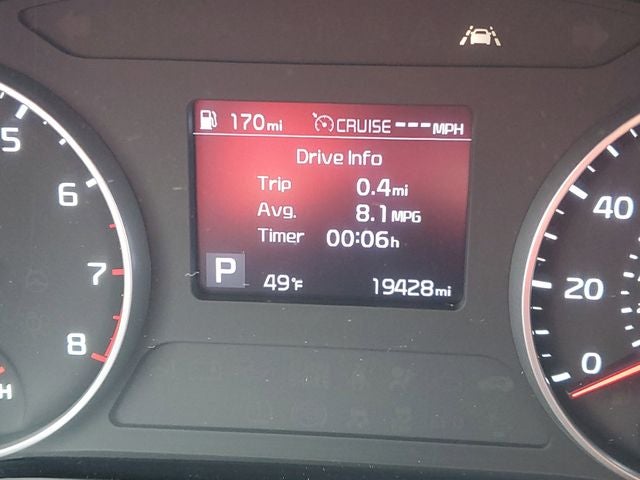 170mi CRUISE ---MPH
Drive Info
Trip 0.4mi
Avg. 8.1MPG
Timer 00:06h
P 49°F 19428mi
5
6
7
8
H
40
20
0